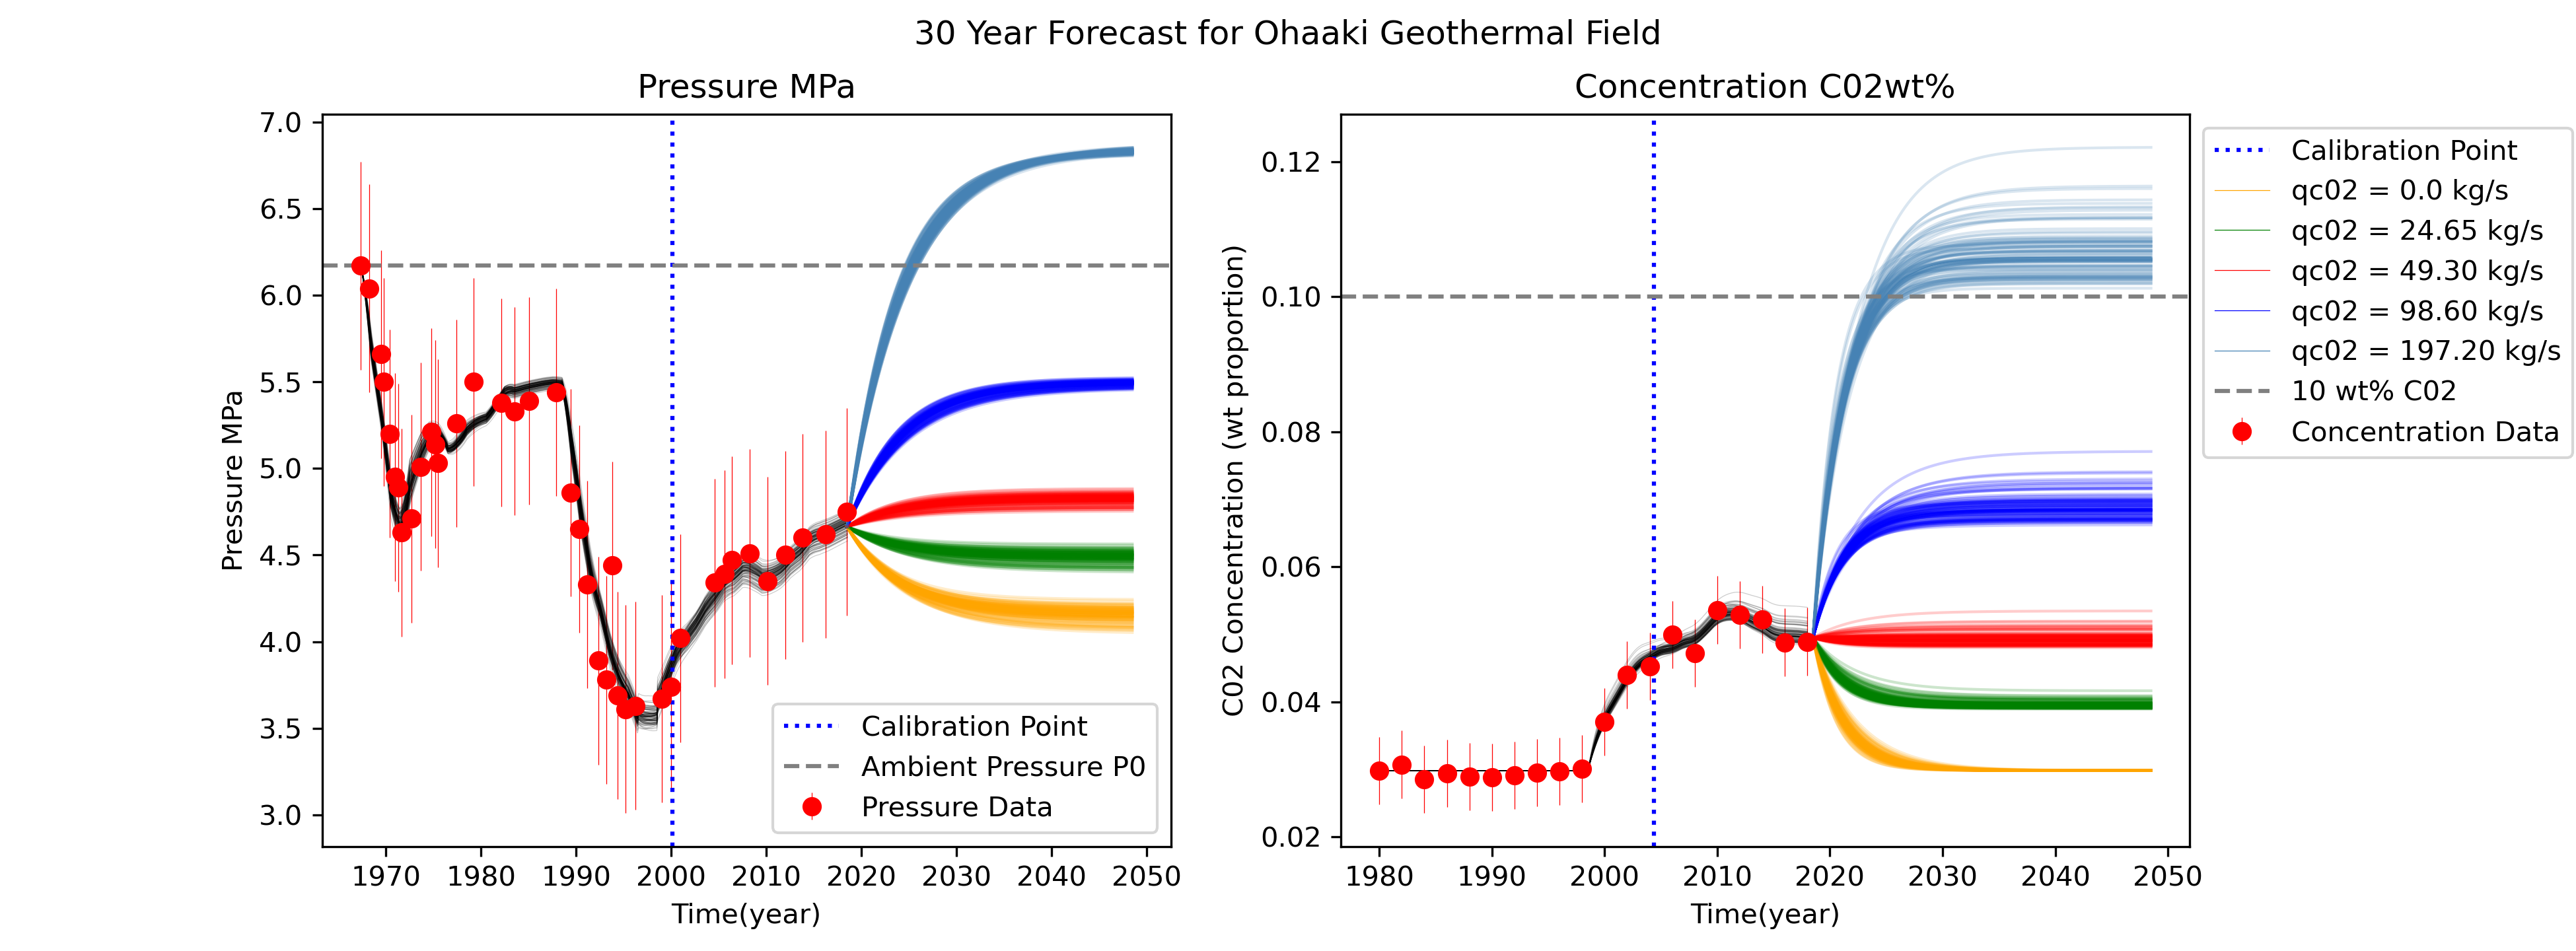 30 Year Forecast for Ohaaki Geothermal Field
Pressure MPa
Pressure MPa
7.0
6.5
6.0
5.5
5.0
4.5
4.0
3.5
3.0
1970 1980 1990 2000 2010 2020 2030 2040 2050
Time(year)
Calibration Point
Ambient Pressure P0
Pressure Data
Concentration C02wt%
C02 Concentration (wt proportion)
0.12
0.10
0.08
0.06
0.04
0.02
1980 1990 2000 2010 2020 2030 2040 2050
Time(year)
Calibration Point
qc02 = 0.0 kg/s
qc02 = 24.65 kg/s
qc02 = 49.30 kg/s
qc02 = 98.60 kg/s
qc02 = 197.20 kg/s
10 wt% C02
Concentration Data